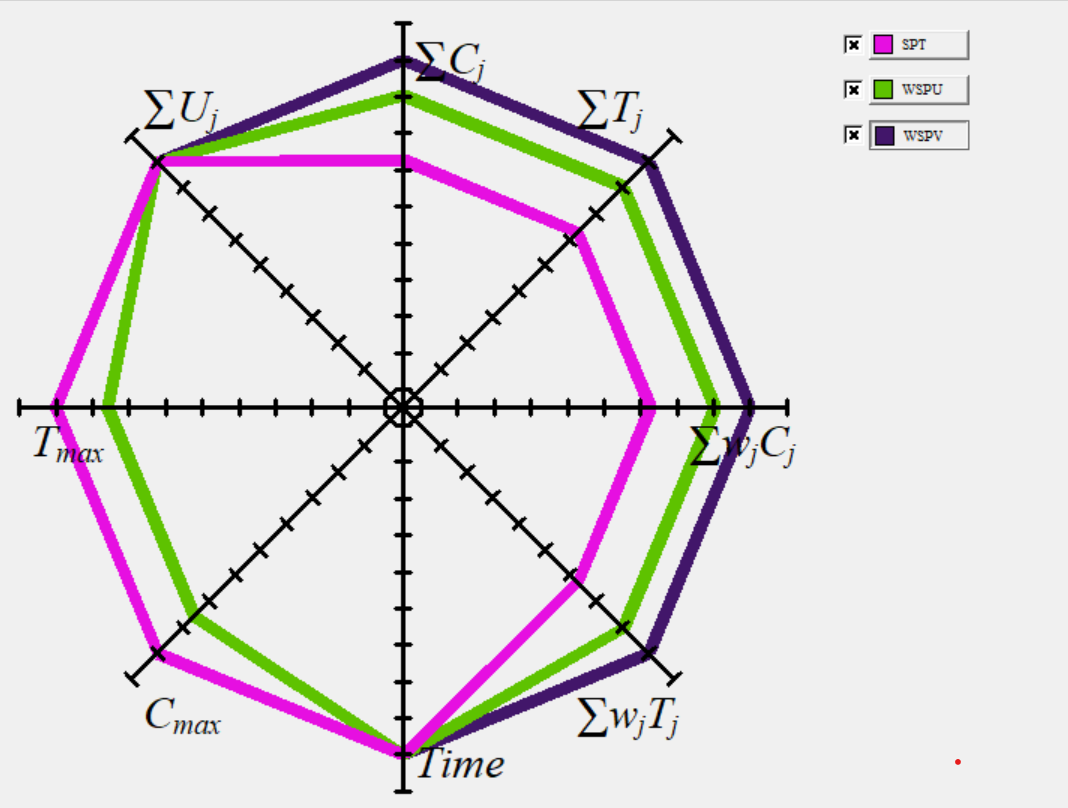 ∑Cj
∑Uj
∑Tj
Tmax
∑wjCj
Cmax
∑wjTj
Time
SPT
WSPU
WSPV